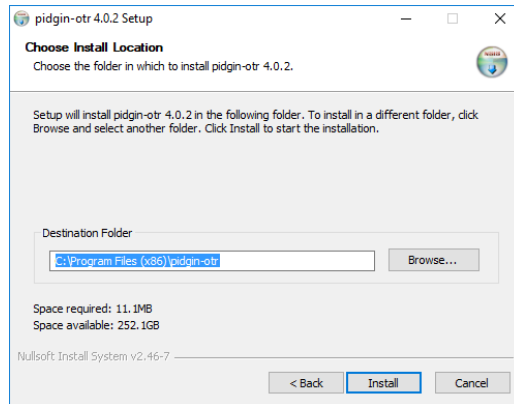 pidgin-otr 4.0.2 Setup
Choose Install Location
Choose the folder in which to install pidgin-otr 4.0.2.
Setup will install pidgin-otr 4.0.2 in the following folder. To install in a different folder, click
Browse and select another folder. Click Install to start the installation.
Destination Folder
C:\Program Files (x86)\pidgin-otr
Browse...
Space required: 11.1MB
Space available: 252.1GB
Nullsoft Install System v2.46-7
< Back Install Cancel